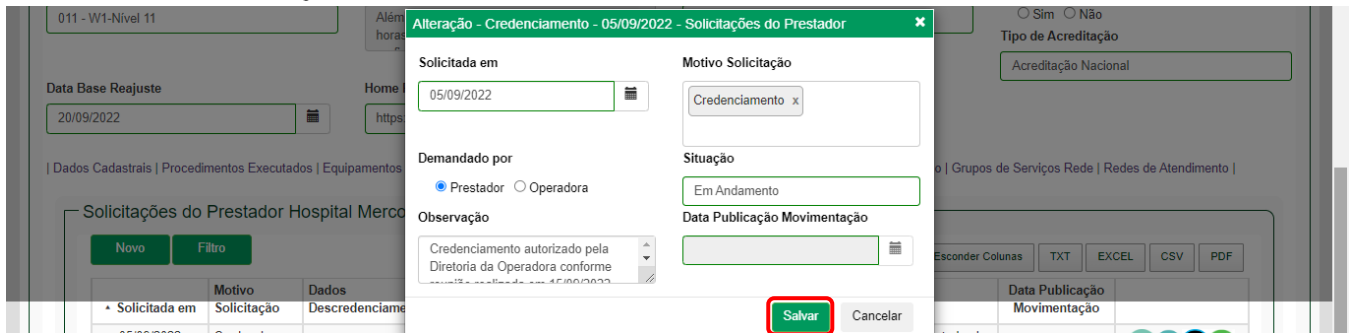 011 - W1-Nível 11
Além
horas
Data Base Reajuste
20/09/2022
Home
https:
Alteração - Credenciamento - 05/09/2022 - Solicitações do Prestador x
Solicitada em
05/09/2022
Motivo Solicitação
Credenciamento x
Demandado por
Prestador Operadora
Situação
Em Andamento
Observação
Credenciamento autorizado pela
Diretoria da Operadora conforme
Data Publicação Movimentação
Salvar Cancelar
Sim Não
Tipo de Acreditação
Acreditação Nacional
| Dados Cadastrais | Procedimentos Executados | Equipamentos
o | Grupos de Serviços Rede | Redes de Atendimento |
Solicitações do Prestador Hospital Merco
Novo Filtro
Esconder Colunas TXT EXCEL CSV PDF
Solicitada em
Motivo
Solicitação
Dados
Descredenciame
Data Publicação
Movimentação